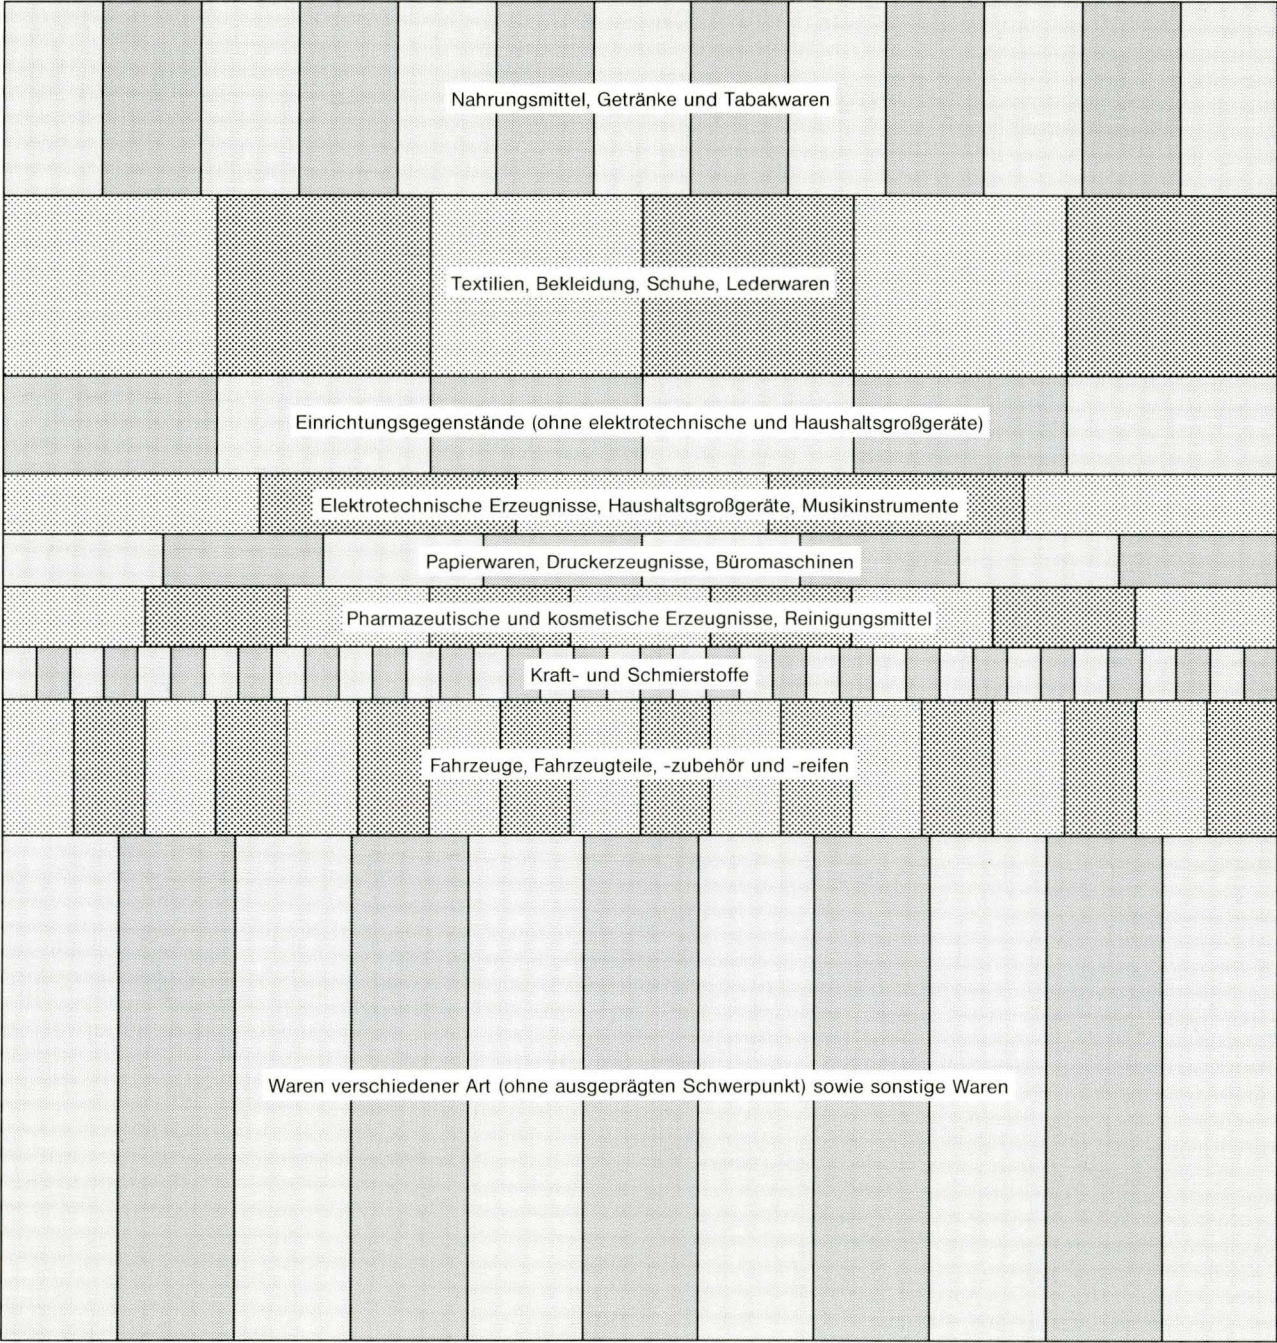 Nahrungsmittel, Getränke und Tabakwaren
Textilien, Bekleidung, Schuhe, Lederwaren
Einrichtungsgegenstände (ohne elektrotechnische und Haushaltsgroßgeräte)
Elektrotechnische Erzeugnisse, Haushaltsgroßgeräte, Musikinstrumente
Papierwaren, Druckerzeugnisse, Büromaschinen
Pharmazeutische und kosmetische Erzeugnisse, Reinigungsmittel
Kraft- und Schmierstoffe
Fahrzeuge, Fahrzeugteile, -zubehör und -reifen
Waren verschiedener Art (ohne ausgeprägten Schwerpunkt) sowie sonstige Waren